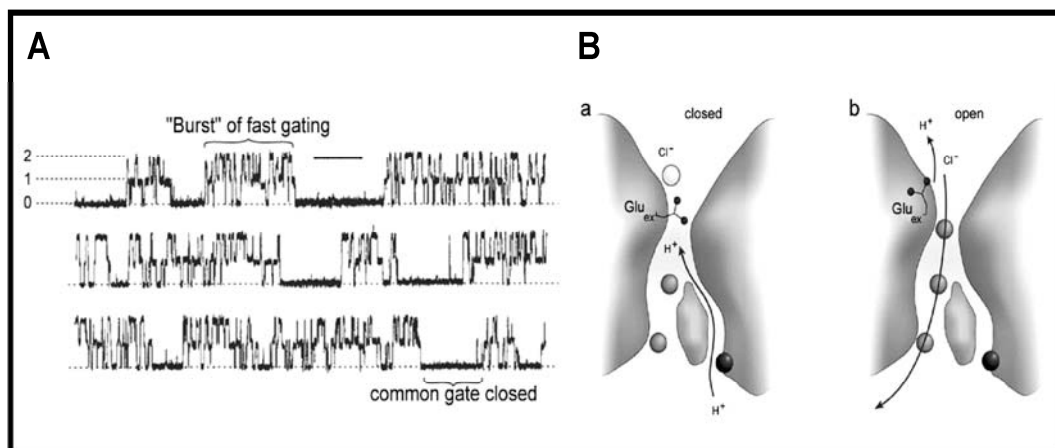 A
"Burst" of fast gating
2
1
0
common gate closed
B
a
closed
Cl⁻
Glu ex
H⁺
H⁺
b
open
H⁺
Cl⁻
Glu ex